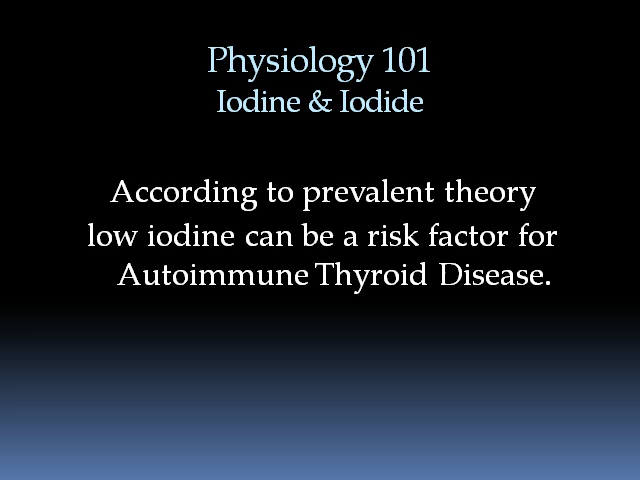 Physiology 101
Iodine & Iodide
According to prevalent theory
low iodine can be a risk factor for
Autoimmune Thyroid Disease.